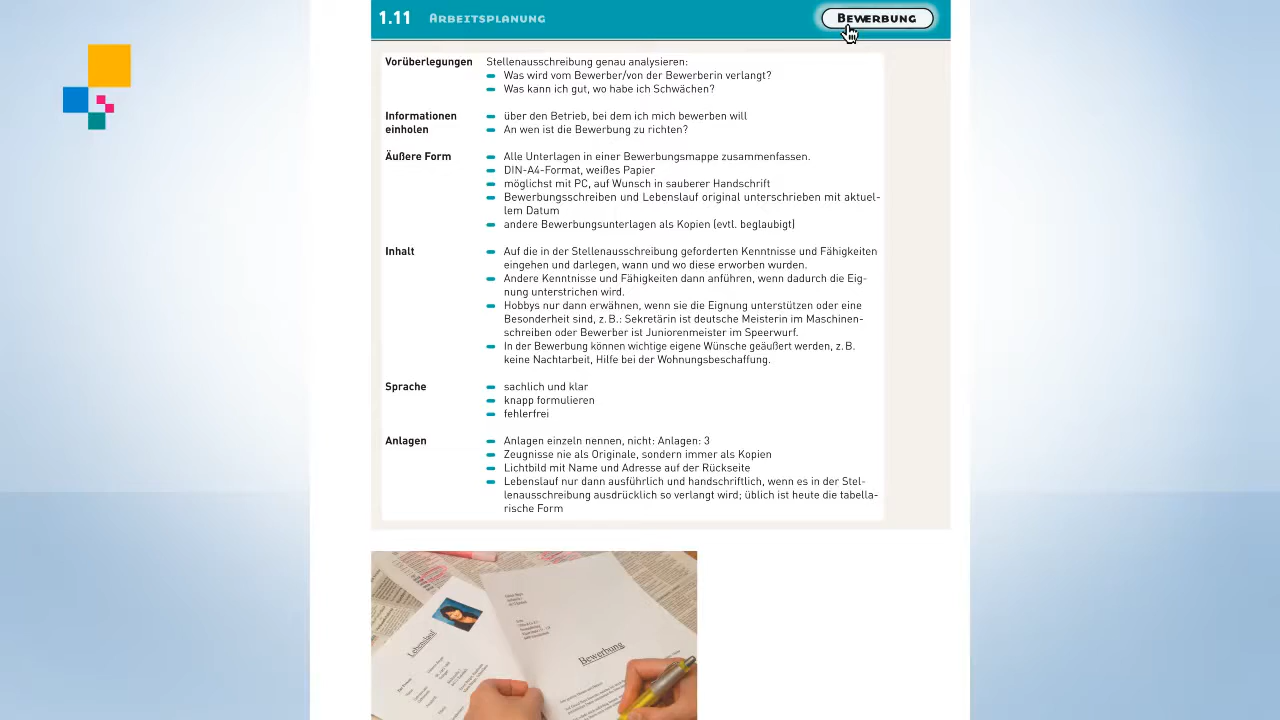 1.11 ARBEITSPLANUNG
BEWERBUNG
Vorüberlegungen Stellenausschreibung genau analysieren:
Was wird vom Bewerber/von der Bewerberin verlangt?
Was kann ich gut, wo habe ich Schwächen?
Informationen einholen
über den Betrieb, bei dem ich mich bewerben will
An wen ist die Bewerbung zu richten?
Äußere Form
Alle Unterlagen in einer Bewerbungsmappe zusammenfassen.
DIN-A4-Format, weißes Papier
möglichst mit PC, auf Wunsch in sauberer Handschrift
Bewerbungsschreiben und Lebenslauf original unterschrieben mit aktuel-
lem Datum
andere Bewerbungsunterlagen als Kopien (evtl. beglaubigt)
Inhalt
Auf die in der Stellenausschreibung geforderten Kenntnisse und Fähigkeiten
eingehen und darlegen, wann und wo diese erworben wurden.
Andere Kenntnisse und Fähigkeiten dann anführen, wenn dadurch die Eig-
nung unterstrichen wird.
Hobbys nur dann erwähnen, wenn sie die Eignung unterstützen oder eine
Besonderheit sind, z. B.: Sekretärin ist deutsche Meisterin im Maschinen-
schreiben oder Bewerber ist Juniorenmeister im Speerwurf.
In der Bewerbung können wichtige eigene Wünsche geäußert werden, z. B.
keine Nachtarbeit, Hilfe bei der Wohnungsbeschaffung.
Sprache
sachlich und klar
knapp formulieren
fehlerfrei
Anlagen
Anlagen einzeln nennen, nicht: Anlagen: 3
Zeugnisse nie als Originale, sondern immer als Kopien
Lichtbild mit Name und Adresse auf der Rückseite
Lebenslauf nur dann ausführlich und handschriftlich, wenn es in der Stel-
lenausschreibung ausdrücklich so verlangt wird; üblich ist heute die tabella-
rische Form
Lebenslauf
Bewerbung